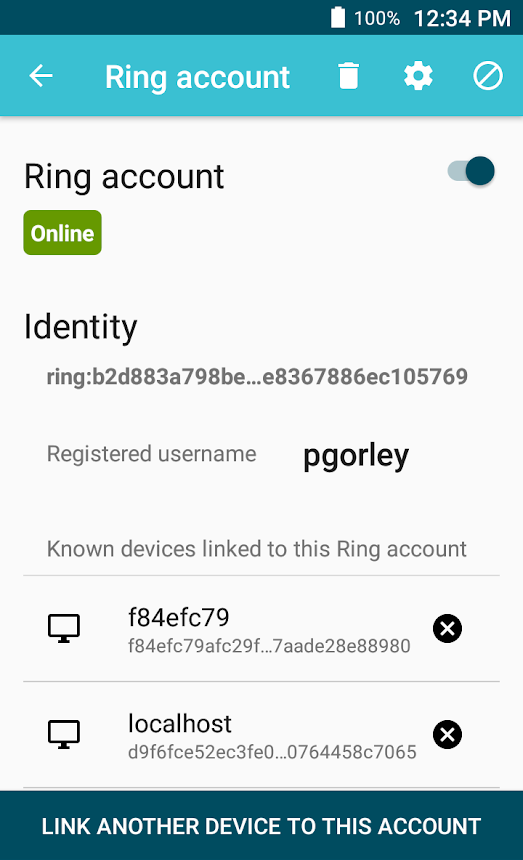 100% 12:34 PM
Ring account
Ring account
Online
Identity
ring:b2d883a798be...e8367886ec105769
Registered username pgorley
Known devices linked to this Ring account
f84efc79
f84efc79afc29f...7aade28e88980
localhost
d9f6fce52ec3fe0...0764458c7065
LINK ANOTHER DEVICE TO THIS ACCOUNT